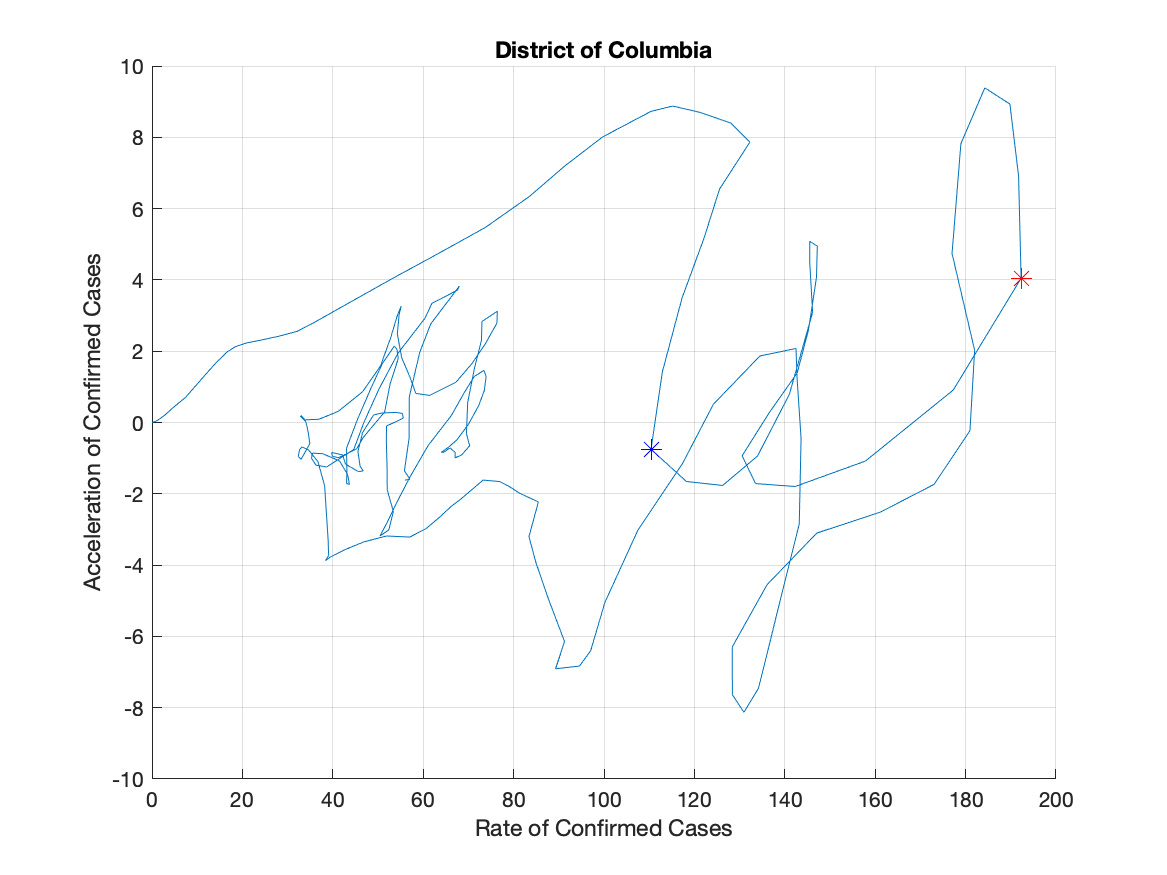 District of Columbia
10
8
6
4
2
0
-2
-4
-6
-8
-10
Acceleration of Confirmed Cases
0 20 40 60 80 100 120 140 160 180 200
Rate of Confirmed Cases